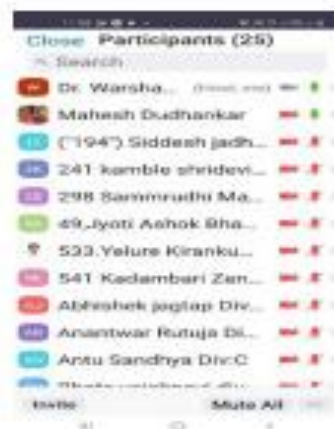 Close Participants (25)
Search
Dr. Warsha...
Mahesh Dudhankar
("194") Siddesh jadh...
241 kamble shridevi...
298 Sammrudhi Ma...
49,Jyoti Ashok Bha...
533.Yelure Kiranku...
541 Kadambari Zen...
Abhishek jagtap Div...
Anantwar Rutuja Di...
Antu Sandhya Div:C
Invite Mute All